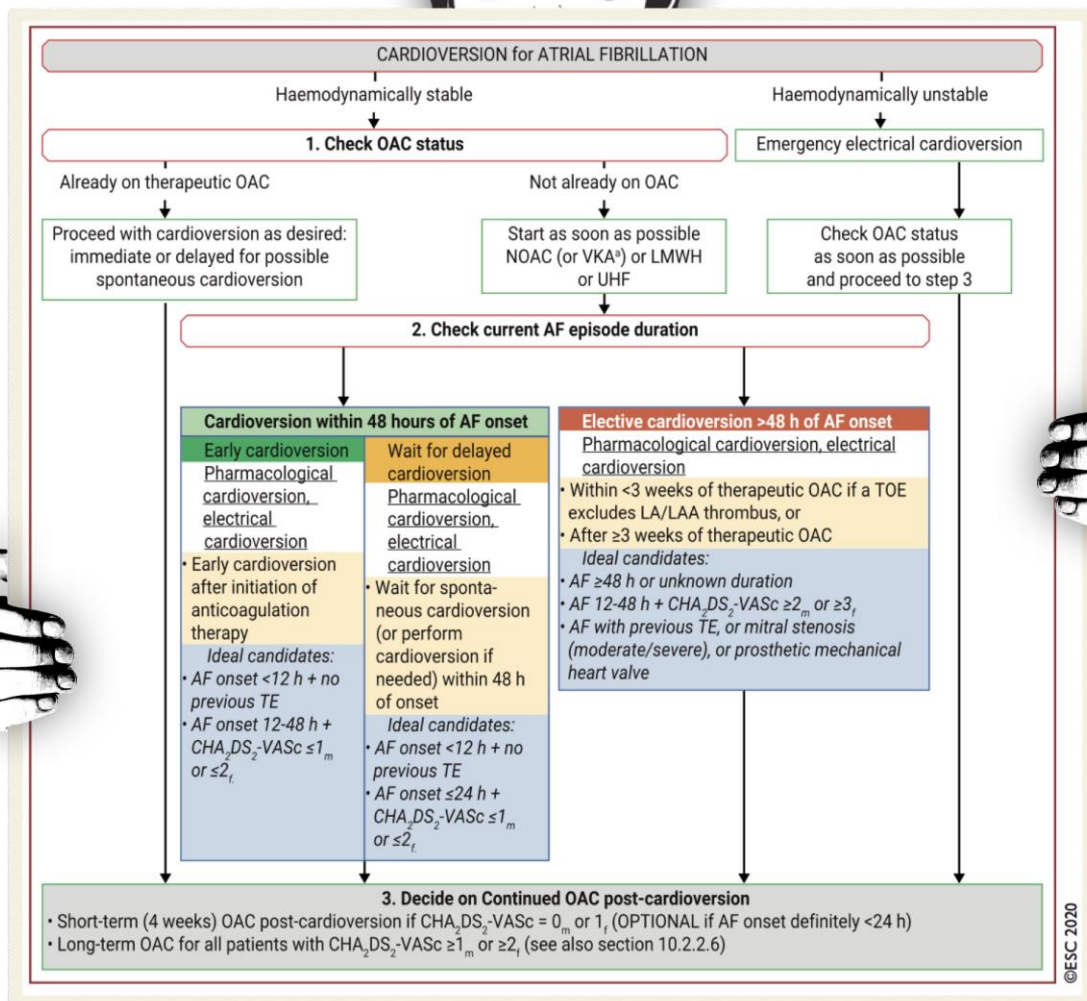 CARDIOVERSION for ATRIAL FIBRILLATION
Haemodynamically stable
Haemodynamically unstable
1. Check OAC status
Emergency electrical cardioversion
Already on therapeutic OAC
Not already on OAC
Proceed with cardioversion as desired:
immediate or delayed for possible
spontaneous cardioversion
Start as soon as possible
NOAC (or VKAª) or LMWH
or UHF
Check OAC status
as soon as possible
and proceed to step 3
2. Check current AF episode duration
Cardioversion within 48 hours of AF onset
Early cardioversion
Pharmacological
cardioversion,
electrical
cardioversion
• Early cardioversion
after initiation of
anticoagulation
therapy
Ideal candidates:
• AF onset <12 h + no
previous TE
• AF onset 12-48 h +
CHA₂DS₂-VASc ≤1ₘ
or ≤2f.
Wait for delayed
cardioversion
Pharmacological
cardioversion,
electrical
cardioversion
• Wait for sponta-
neous cardioversion
(or perform
cardioversion if
needed) within 48 h
of onset
Ideal candidates:
• AF onset <12 h + no
previous TE
• AF onset ≤24 h +
CHA₂DS₂-VASc ≤1ₘ
or ≤2f.
Elective cardioversion >48 h of AF onset
Pharmacological cardioversion, electrical
cardioversion
• Within <3 weeks of therapeutic OAC if a TOE
excludes LA/LAA thrombus, or
• After ≥3 weeks of therapeutic OAC
Ideal candidates:
• AF ≥48 h or unknown duration
• AF 12-48 h + CHA₂DS₂-VASc ≥2ₘ or ≥3f
• AF with previous TE, or mitral stenosis
(moderate/severe), or prosthetic mechanical
heart valve
3. Decide on Continued OAC post-cardioversion
• Short-term (4 weeks) OAC post-cardioversion if CHA₂DS₂-VASc = 0ₘ or 1f (OPTIONAL if AF onset definitely <24 h)
• Long-term OAC for all patients with CHA₂DS₂-VASc ≥1ₘ or ≥2f (see also section 10.2.2.6)
©ESC 2020